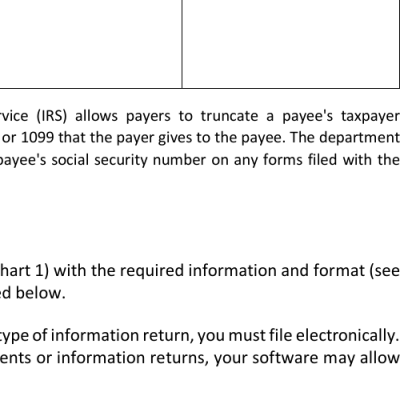 rvice (IRS) allows payers to truncate a payee's taxpayer
or 1099 that the payer gives to the payee. The department
payee's social security number on any forms filed with the
hart 1) with the required information and format (see
ed below.
type of information return, you must file electronically.
ents or information returns, your software may allow